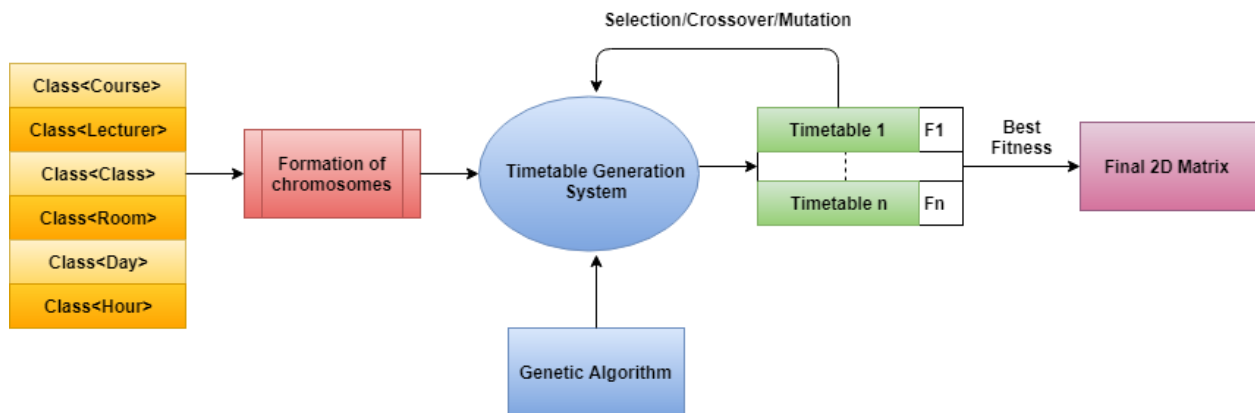 Selection/Crossover/Mutation
Class<Course>
Class<Lecturer>
Class<Class>
Class<Room>
Class<Day>
Class<Hour>
Formation of
chromosomes
Timetable Generation
System
Timetable 1
F1
Timetable n
Fn
Best
Fitness
Final 2D Matrix
Genetic Algorithm